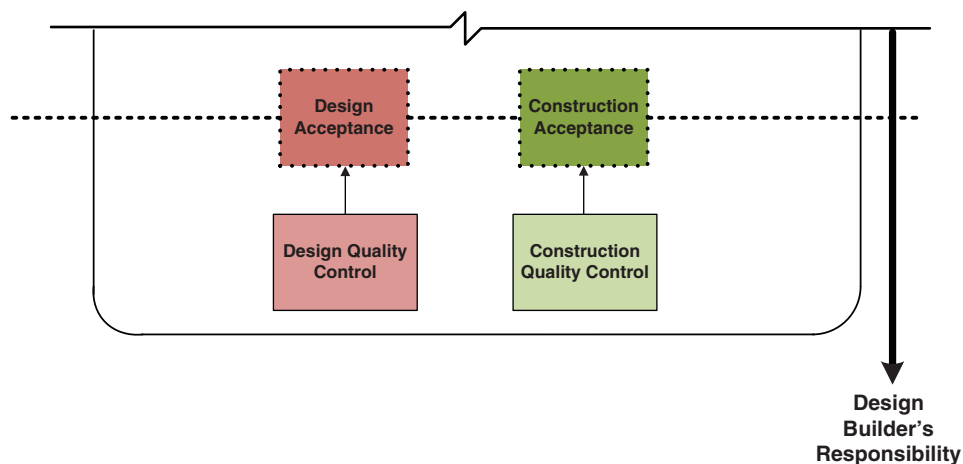 Design
Acceptance
Construction
Acceptance
Design Quality
Control
Construction
Quality Control
Design
Builder’s
Responsibility